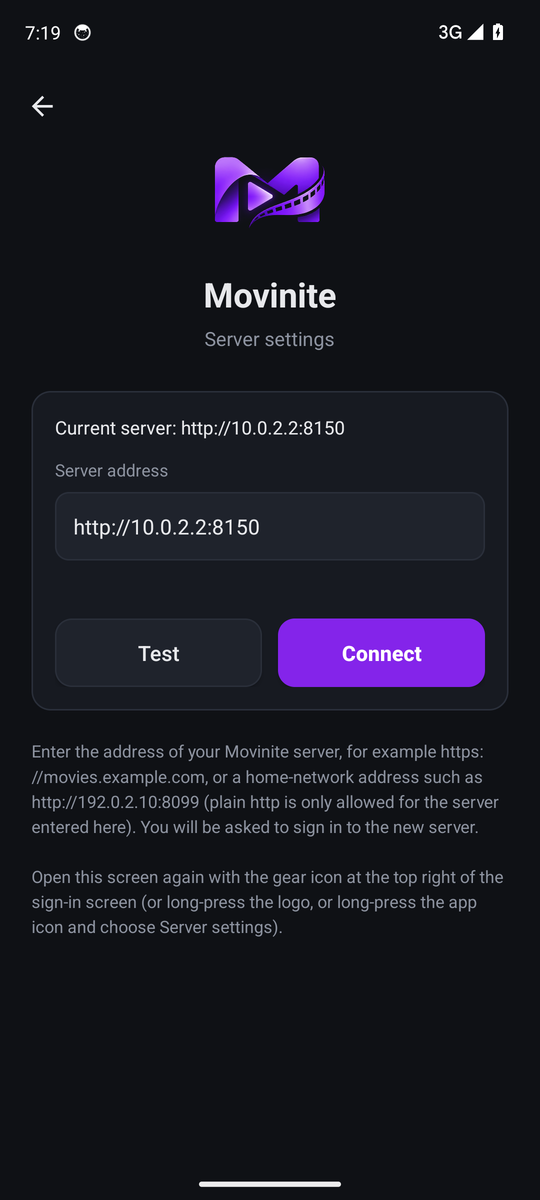 7:19
3G
Movinite
Server settings
Current server: http://10.0.2.2:8150
Server address
http://10.0.2.2:8150
Test
Connect
Enter the address of your Movinite server, for example https:
//movies.example.com, or a home-network address such as
http://192.0.2.10:8099 (plain http is only allowed for the server
entered here). You will be asked to sign in to the new server.
Open this screen again with the gear icon at the top right of the
sign-in screen (or long-press the logo, or long-press the app
icon and choose Server settings).